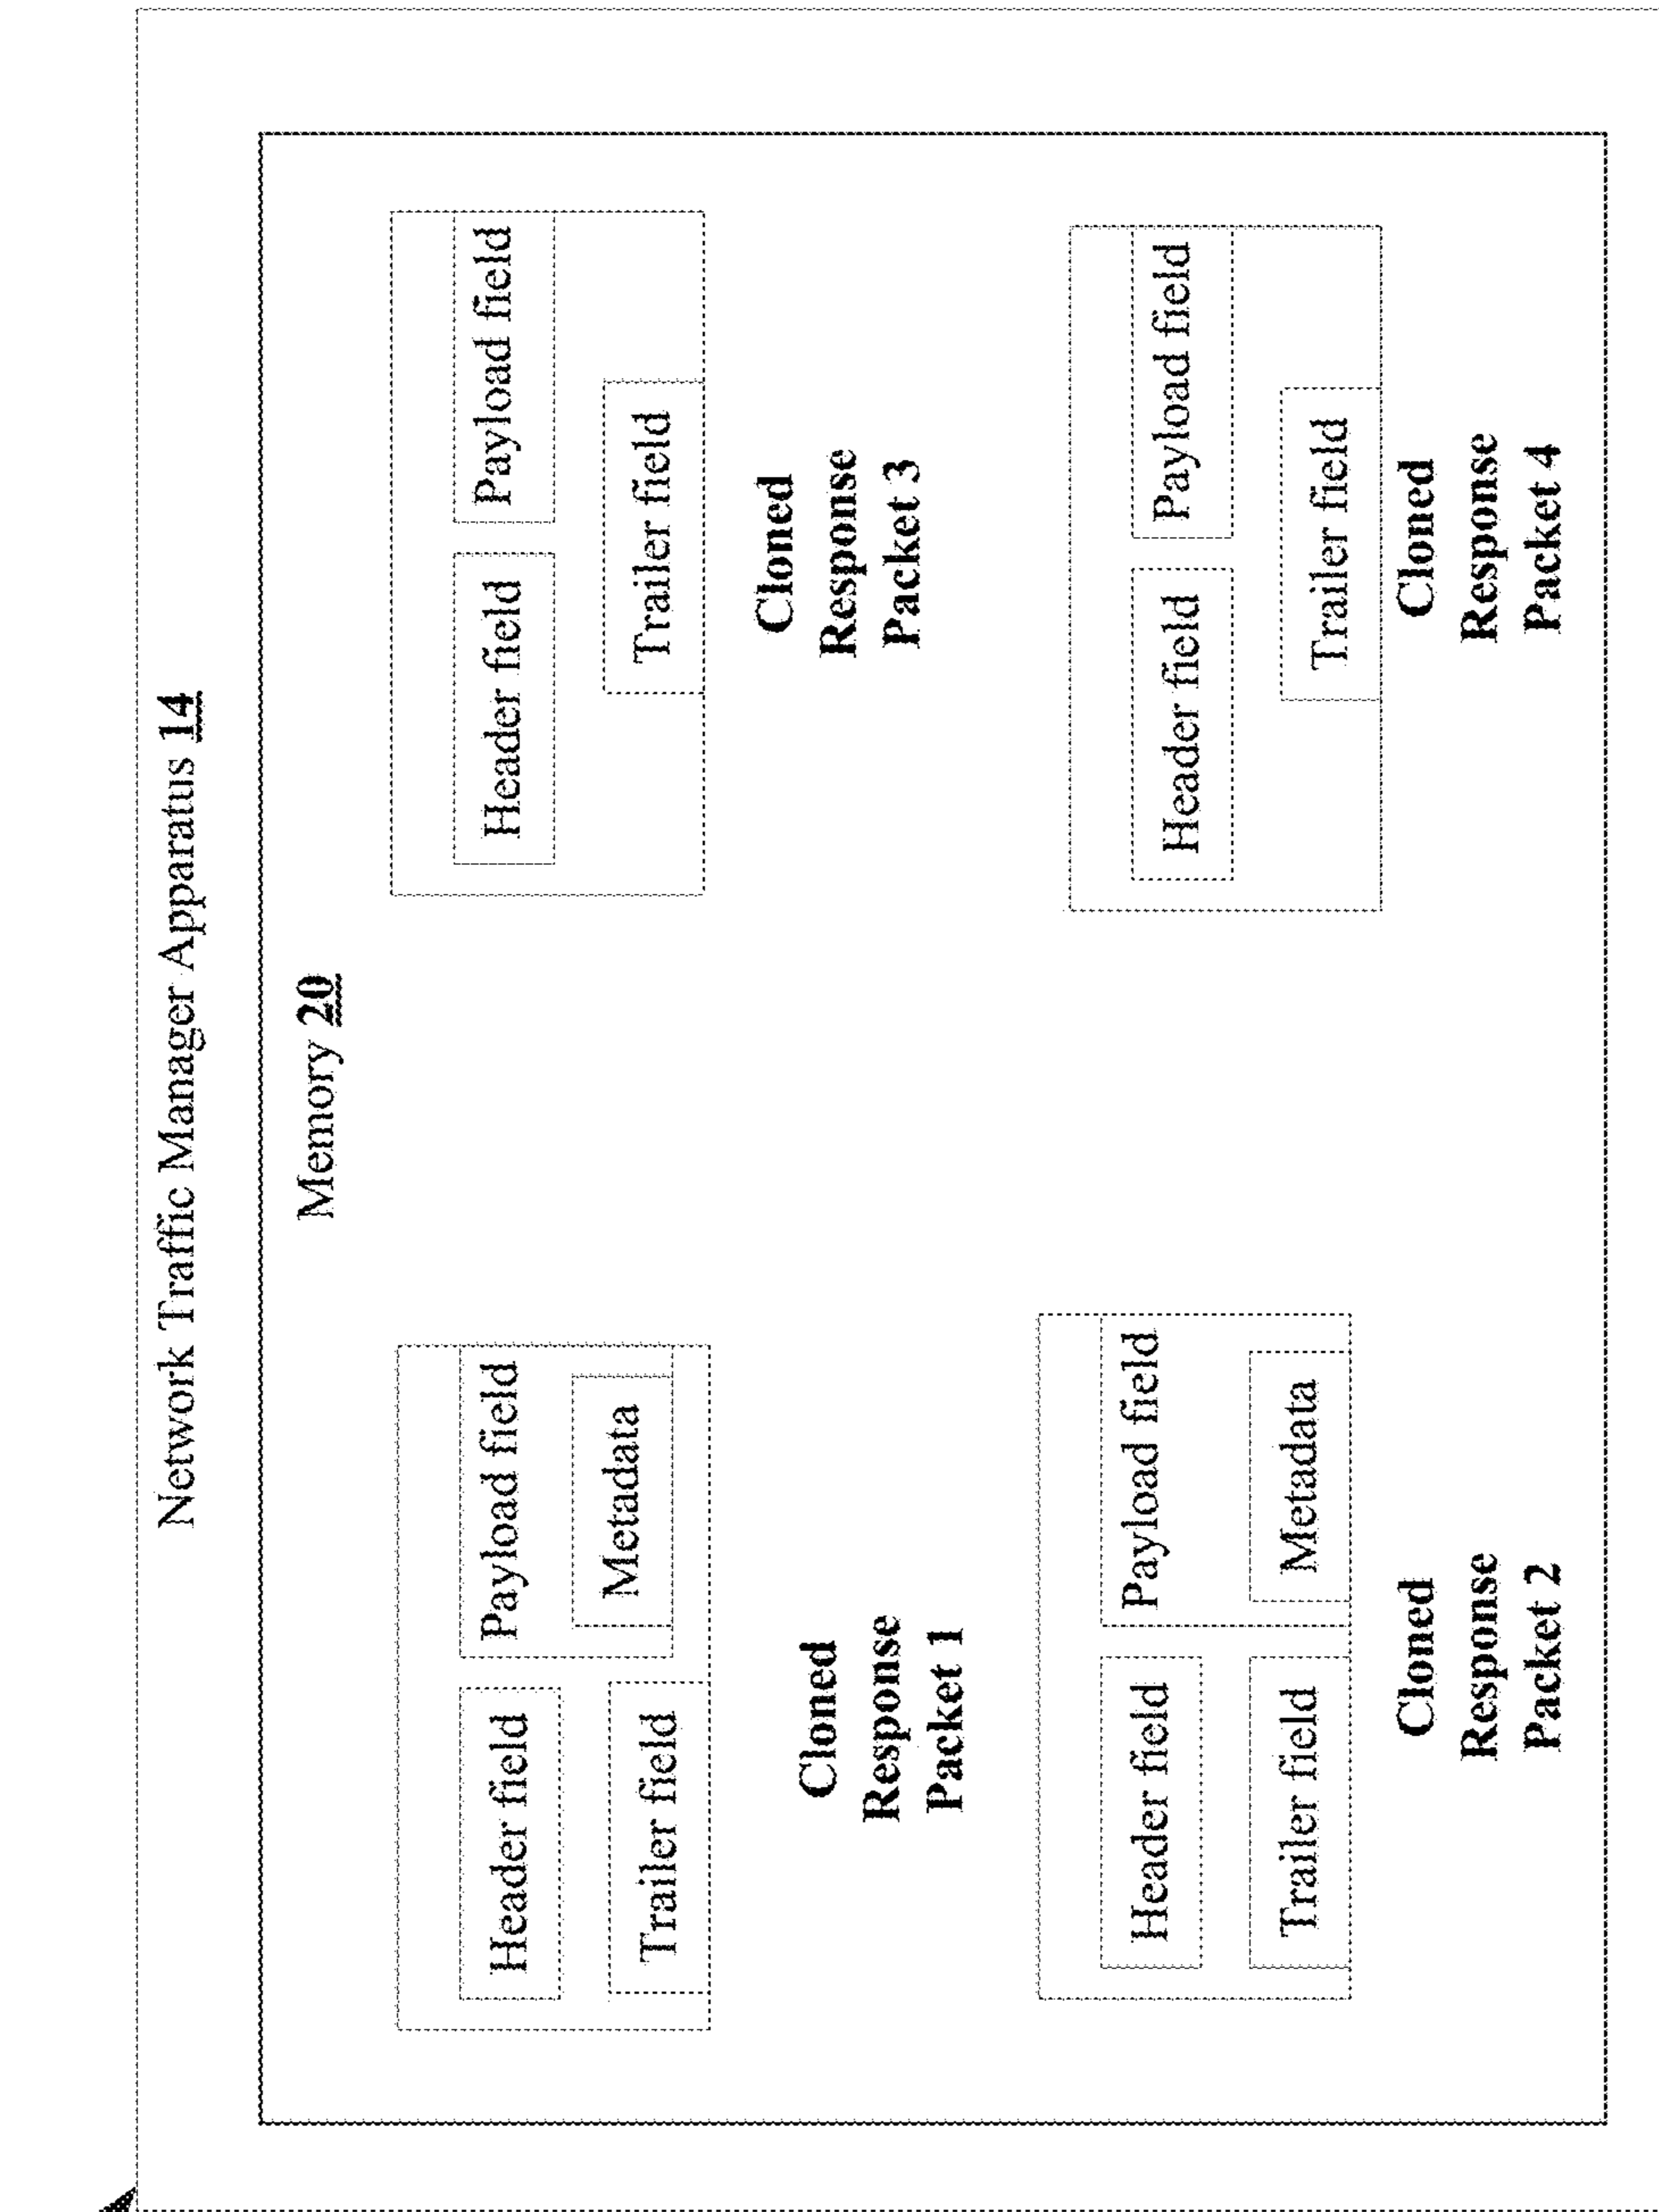 Network Traffic Manager Apparatus 14
Memory 20
Header field
Payload field
Metadata
Trailer field
Cloned
Response
Packet 1
Header field
Payload field
Trailer field
Cloned
Response
Packet 3
Header field
Payload field
Trailer field
Metadata
Cloned
Response
Packet 2
Header field
Payload field
Trailer field
Cloned
Response
Packet 4